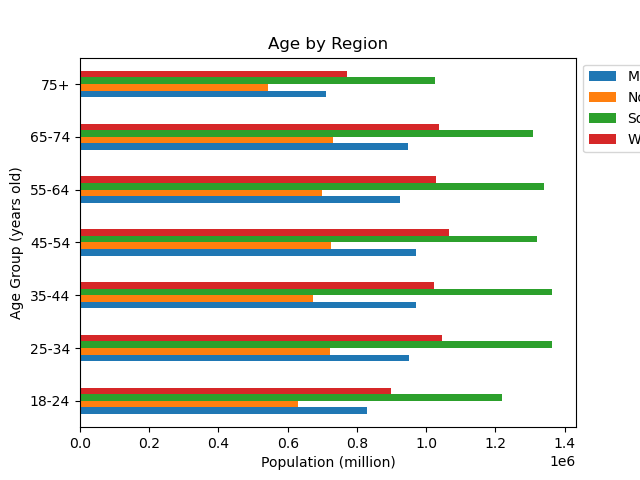 Age by Region
Age Group (years old)
75+
65-74
55-64
45-54
35-44
25-34
18-24
0.0 0.2 0.4 0.6 0.8 1.0 1.2 1.4
1e6
Population (million)